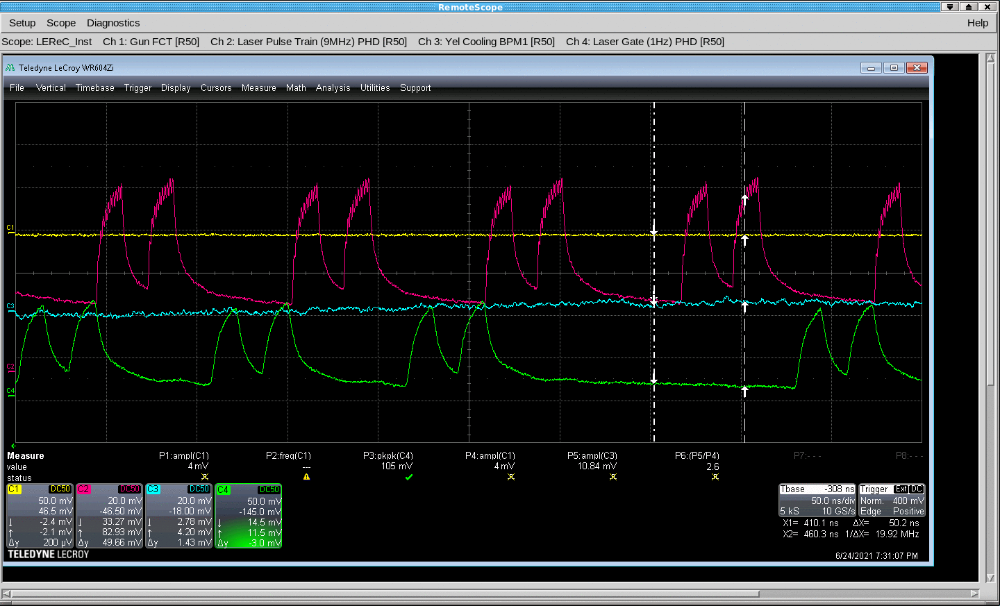 RemoteScope
Setup Scope Diagnostics Help
Scope: LEReC_Inst Ch 1: Gun FCT [R50] Ch 2: Laser Pulse Train (9MHz) PHD [R50] Ch 3: Yel Cooling BPM1 [R50] Ch 4: Laser Gate (1Hz) PHD [R50]
Teledyne LeCroy WR604Zi
File Vertical Timebase Trigger Display Cursors Measure Math Analysis Utilities Support
C1
C3
C2
C4
Measure P1:ampl(C1) P2:freq(C1) P3:pkpk(C4) P4:ampl(C1) P5:ampl(C3) P6:(P5/P4) P7:--- P8:---
value 4 mV --- 105 mV 4 mV 10.84 mV 2.6
status
C1 DC50 C2 DC50 C3 DC50 C4 DC50 Tbase -308 ns Trigger Ext DC
50.0 mV 20.0 mV 20.0 mV 50.0 mV 50.0 ns/div Norm. 400 mV
46.5 mV -46.50 mV -18.00 mV -145.0 mV 5 kS 10 GS/s Edge Positive
↓ -2.4 mV ↓ 33.27 mV ↓ 2.78 mV ↓ 14.5 mV X1= 410.1 ns ΔX= 50.2 ns
↑ -2.1 mV ↑ 82.93 mV ↑ 4.20 mV ↑ 11.5 mV X2= 460.3 ns 1/ΔX= 19.92 MHz
Δy 200 µV Δy 49.66 mV Δy 1.43 mV Δy -3.0 mV
TELEDYNE LECROY 6/24/2021 7:31:07 PM